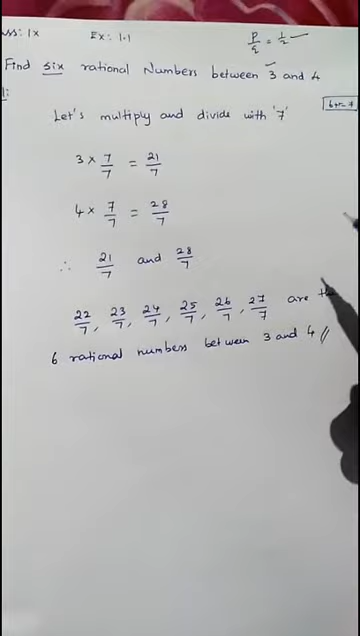 ss: IX Ex: 1.1 p/q = 1/2
Find six rational Numbers between 3 and 4
Let's multiply and divide with '7'
3 × 7/7 = 21/7
4 × 7/7 = 28/7
∴ 21/7 and 28/7
22/7, 23/7, 24/7, 25/7, 26/7, 27/7 are the
6 rational numbers between 3 and 4 //